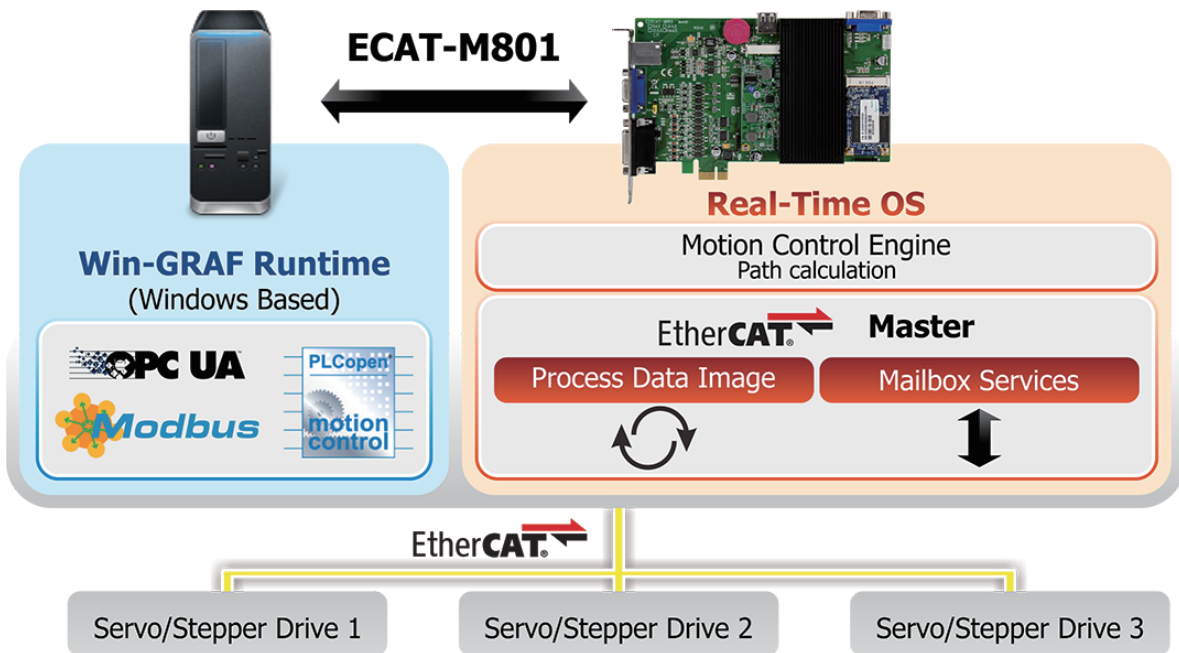 ECAT-M801
Real-Time OS
Win-GRAF Runtime
(Windows Based)
OPC UA
Modbus
PLCopen®
motion
control
Motion Control Engine
Path calculation
EtherCAT® Master
Process Data Image
Mailbox Services
EtherCAT®
Servo/Stepper Drive 1
Servo/Stepper Drive 2
Servo/Stepper Drive 3